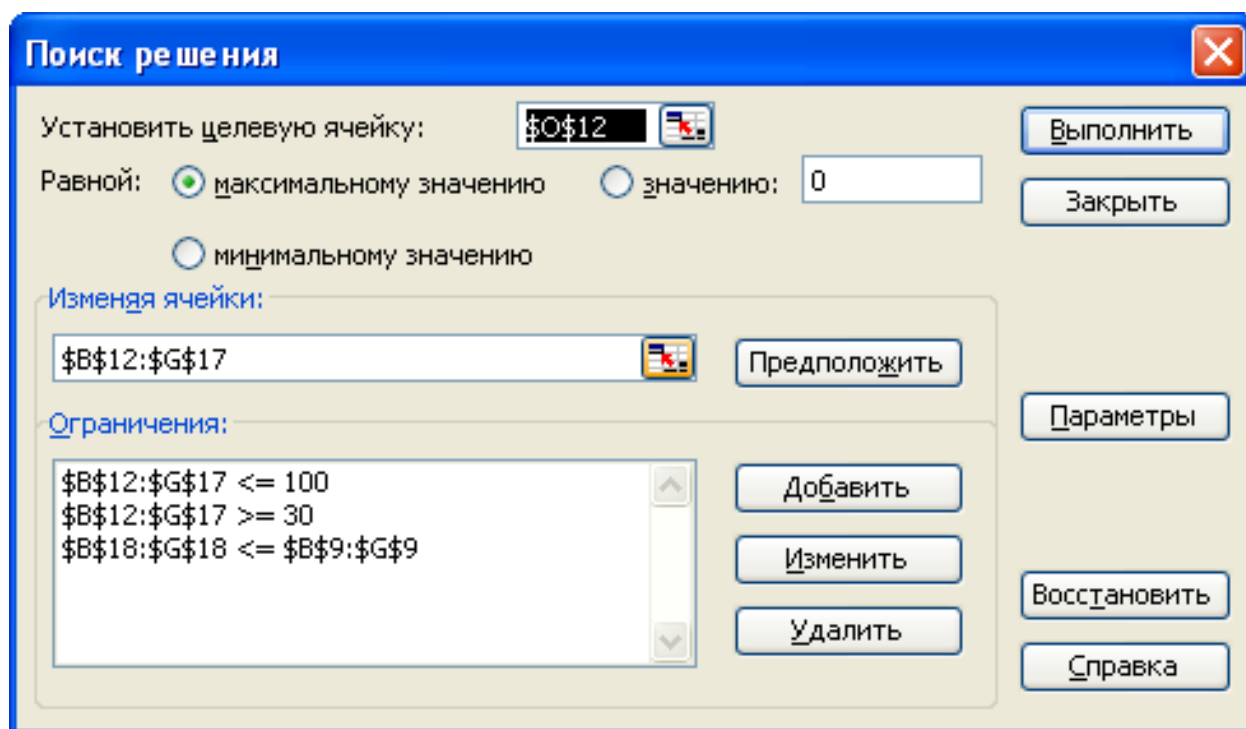 Поиск решения
Установить целевую ячейку: $O$12
Выполнить
Равной: максимальному значению значению: 0
Закрыть
минимальному значению
Изменяя ячейки:
$B$12:$G$17
Предположить
Параметры
Ограничения:
$B$12:$G$17 <= 100
$B$12:$G$17 >= 30
$B$18:$G$18 <= $B$9:$G$9
Добавить
Изменить
Удалить
Восстановить
Справка